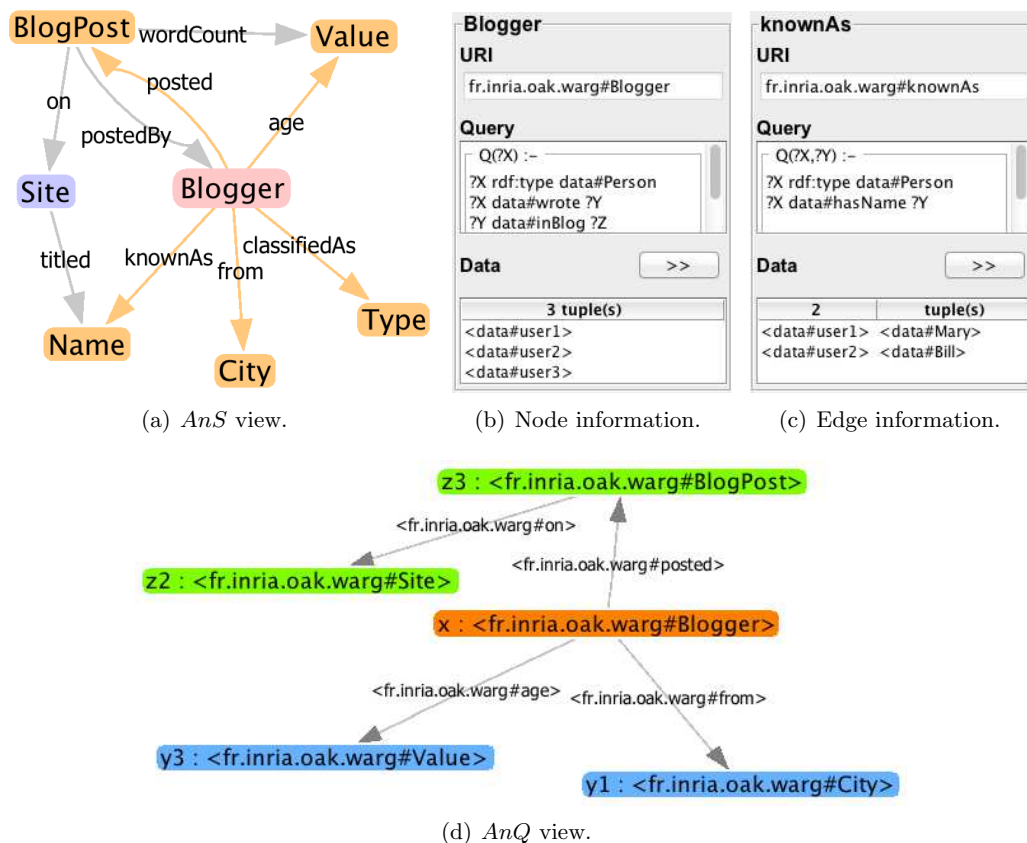 BlogPost
wordCount
Value
posted
on
postedBy
age
Site
Blogger
titled
knownAs
from
classifiedAs
Name
City
Type
(a) AnS view.
Blogger
URI
fr.inria.oak.warg#Blogger
Query
Q(?X) :-
?X rdf:type data#Person
?X data#wrote ?Y
?Y data#inBlog ?Z
Data
>>
3 tuple(s)
<data#user1>
<data#user2>
<data#user3>
(b) Node information.
knownAs
URI
fr.inria.oak.warg#knownAs
Query
Q(?X,?Y) :-
?X rdf:type data#Person
?X data#hasName ?Y
Data
>>
2 tuple(s)
<data#user1> <data#Mary>
<data#user2> <data#Bill>
(c) Edge information.
z3 : <fr.inria.oak.warg#BlogPost>
<fr.inria.oak.warg#on>
<fr.inria.oak.warg#posted>
z2 : <fr.inria.oak.warg#Site>
x : <fr.inria.oak.warg#Blogger>
<fr.inria.oak.warg#age>
<fr.inria.oak.warg#from>
y3 : <fr.inria.oak.warg#Value>
y1 : <fr.inria.oak.warg#City>
(d) AnQ view.